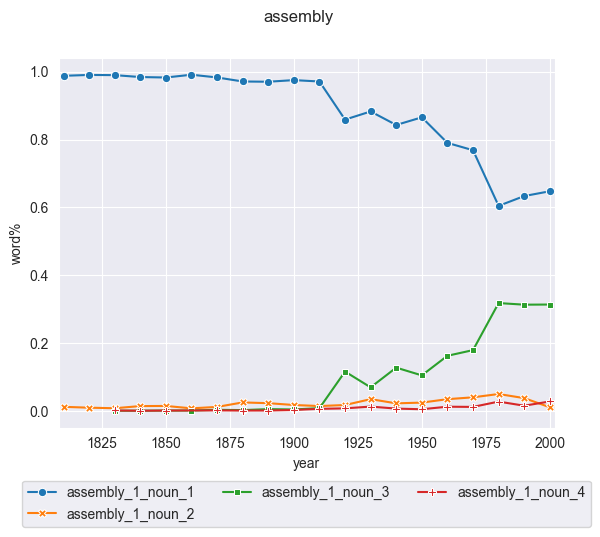 assembly
1.0
0.8
0.6
0.4
0.2
0.0
word%
1825 1850 1875 1900 1925 1950 1975 2000
year
assembly_1_noun_1 assembly_1_noun_3 assembly_1_noun_4
assembly_1_noun_2